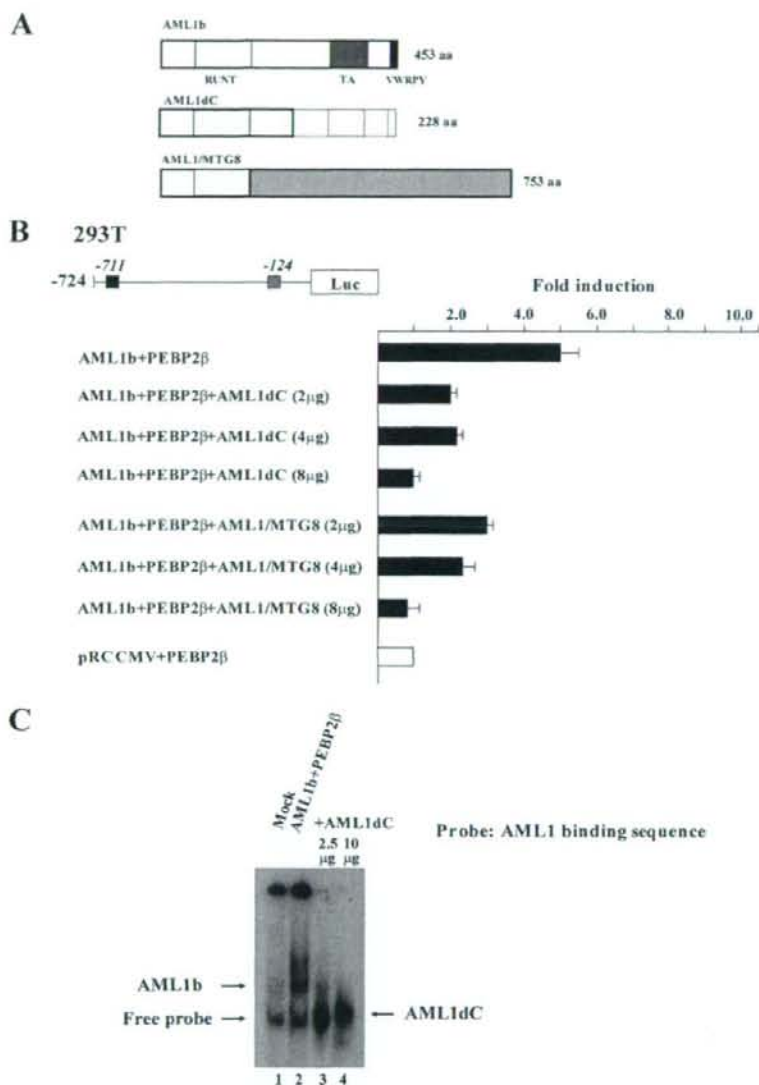 A
AML1b
453 aa
RUNT TA VWRPY
AML1dC
228 aa
AML1/MTG8
753 aa
B 293T
-711 -124
-724 Luc
Fold induction
2.0 4.0 6.0 8.0 10.0
AML1b+PEBP2β
AML1b+PEBP2β+AML1dC (2μg)
AML1b+PEBP2β+AML1dC (4μg)
AML1b+PEBP2β+AML1dC (8μg)
AML1b+PEBP2β+AML1/MTG8 (2μg)
AML1b+PEBP2β+AML1/MTG8 (4μg)
AML1b+PEBP2β+AML1/MTG8 (8μg)
pRCCMV+PEBP2β
C
Mock
AML1b+PEBP2β
+AML1dC
2.5 10
μg μg
Probe: AML1 binding sequence
AML1b
Free probe
AML1dC
1 2 3 4